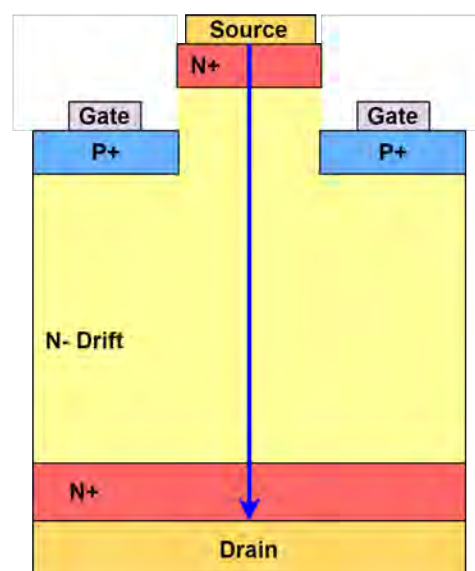 Source
N+
Gate
Gate
P+
P+
N- Drift
N+
Drain